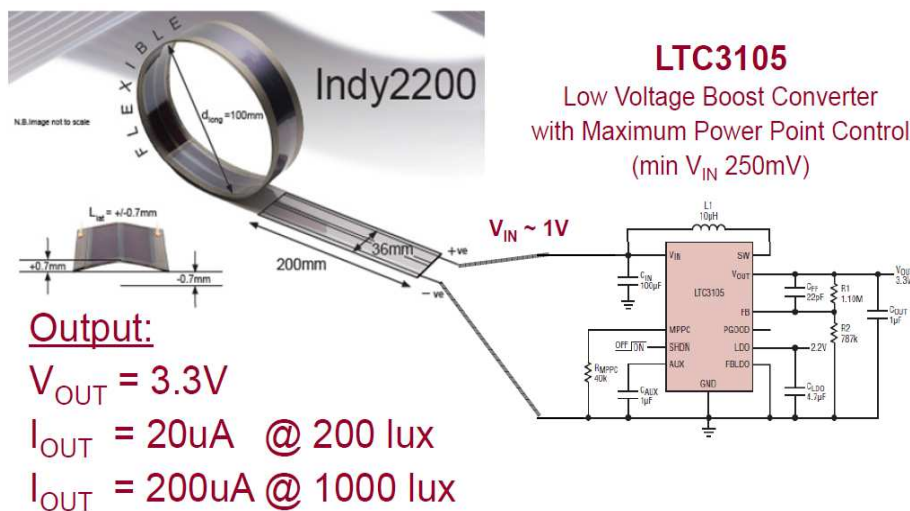 FLEXIBLE
Indy2200
N.B.Image not to scale
d_long =100mm
L_lat = +/-0.7mm
+0.7mm
-0.7mm
200mm
36mm
+ve
- ve
LTC3105
Low Voltage Boost Converter
with Maximum Power Point Control
(min V_IN 250mV)
V_IN ~ 1V
L1
10µH
V_IN
SW
V_OUT
LTC3105
FB
MPPC
PGOOD
SHDN
LDO
AUX
FBLDO
GND
C_IN
100µF
OFF ON
R_MPPC
40k
C_AUX
1µF
C_FF
22pF
R1
1.10M
R2
787k
V_OUT
3.3V
C_OUT
1µF
2.2V
C_LDO
4.7µF
Output:
V_OUT = 3.3V
I_OUT = 20uA @ 200 lux
I_OUT = 200uA @ 1000 lux